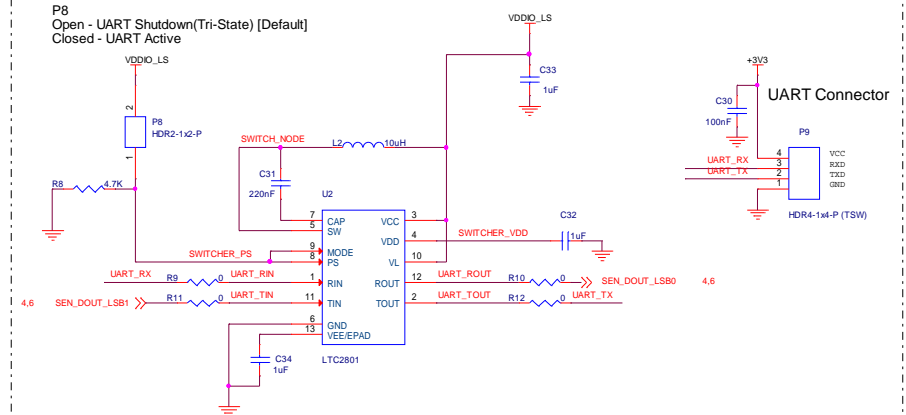 P8
Open - UART Shutdown(Tri-State) [Default]
Closed - UART Active
VDDIO_LS
VDDIO_LS
+3V3
C33
1uF
UART Connector
C30
100nF
2
P8
HDR2-1x2-P
1
P9
SWITCH_NODE
L2
10uH
4
VCC
UART_RX
3
RXD
UART_TX
2
TXD
1
GND
HDR4-1x4-P (TSW)
C31
220nF
R8
4.7K
U2
7
CAP
VCC
3
5
SW
C32
1uF
VDD
4
SWITCHER_VDD
SWITCHER_PS
9
MODE
8
PS
VL
10
UART_RX
R9
0
UART_RIN
1
RIN
ROUT
12
UART_ROUT
R10
0
SEN_DOUT_LSB0
4,6
4,6
SEN_DOUT_LSB1
R11
0
UART_TIN
11
TIN
TOUT
2
UART_TOUT
R12
0
UART_TX
6
GND
13
VEE/EPAD
C34
1uF
LTC2801